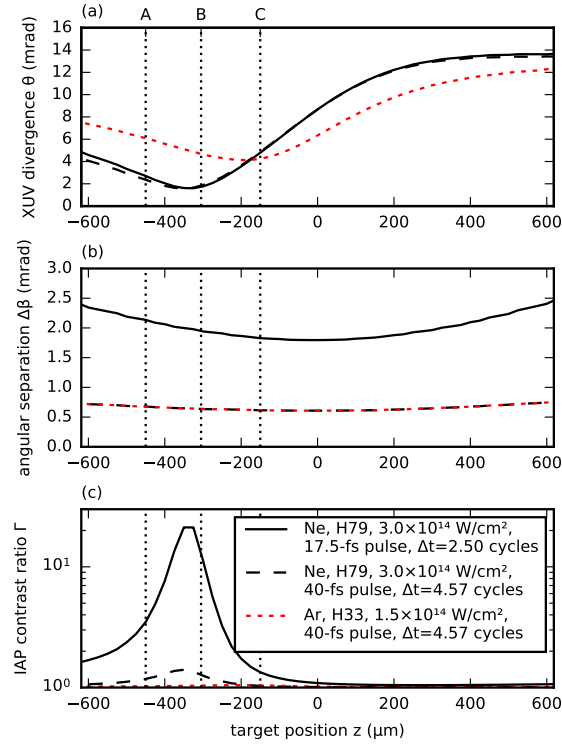 A B C
(a)
XUV divergence θ (mrad)
16
14
12
10
8
6
4
2
0
−600 −400 −200 0 200 400 600
(b)
angular separation Δβ (mrad)
3.0
2.5
2.0
1.5
1.0
0.5
0.0
−600 −400 −200 0 200 400 600
(c)
IAP contrast ratio Γ
10¹
10⁰
Ne, H79, 3.0×10¹⁴ W/cm²,
17.5-fs pulse, Δt=2.50 cycles
Ne, H79, 3.0×10¹⁴ W/cm²,
40-fs pulse, Δt=4.57 cycles
Ar, H33, 1.5×10¹⁴ W/cm²,
40-fs pulse, Δt=4.57 cycles
−600 −400 −200 0 200 400 600
target position z (μm)